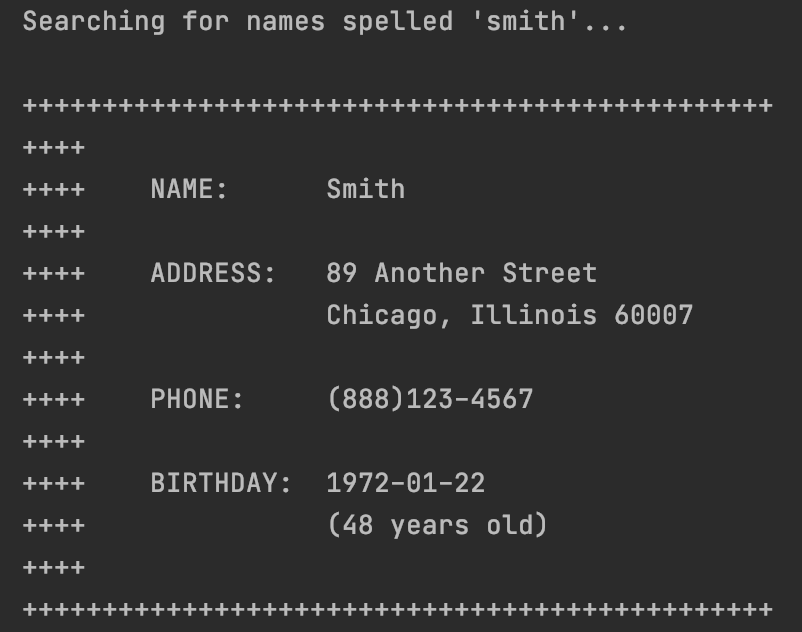 Searching for names spelled 'smith'...
+++++++++++++++++++++++++++++++++++++++++++++++
++++
++++    NAME:      Smith
++++
++++    ADDRESS:   89 Another Street
++++               Chicago, Illinois 60007
++++
++++    PHONE:     (888)123-4567
++++
++++    BIRTHDAY:  1972-01-22
++++               (48 years old)
++++
+++++++++++++++++++++++++++++++++++++++++++++++